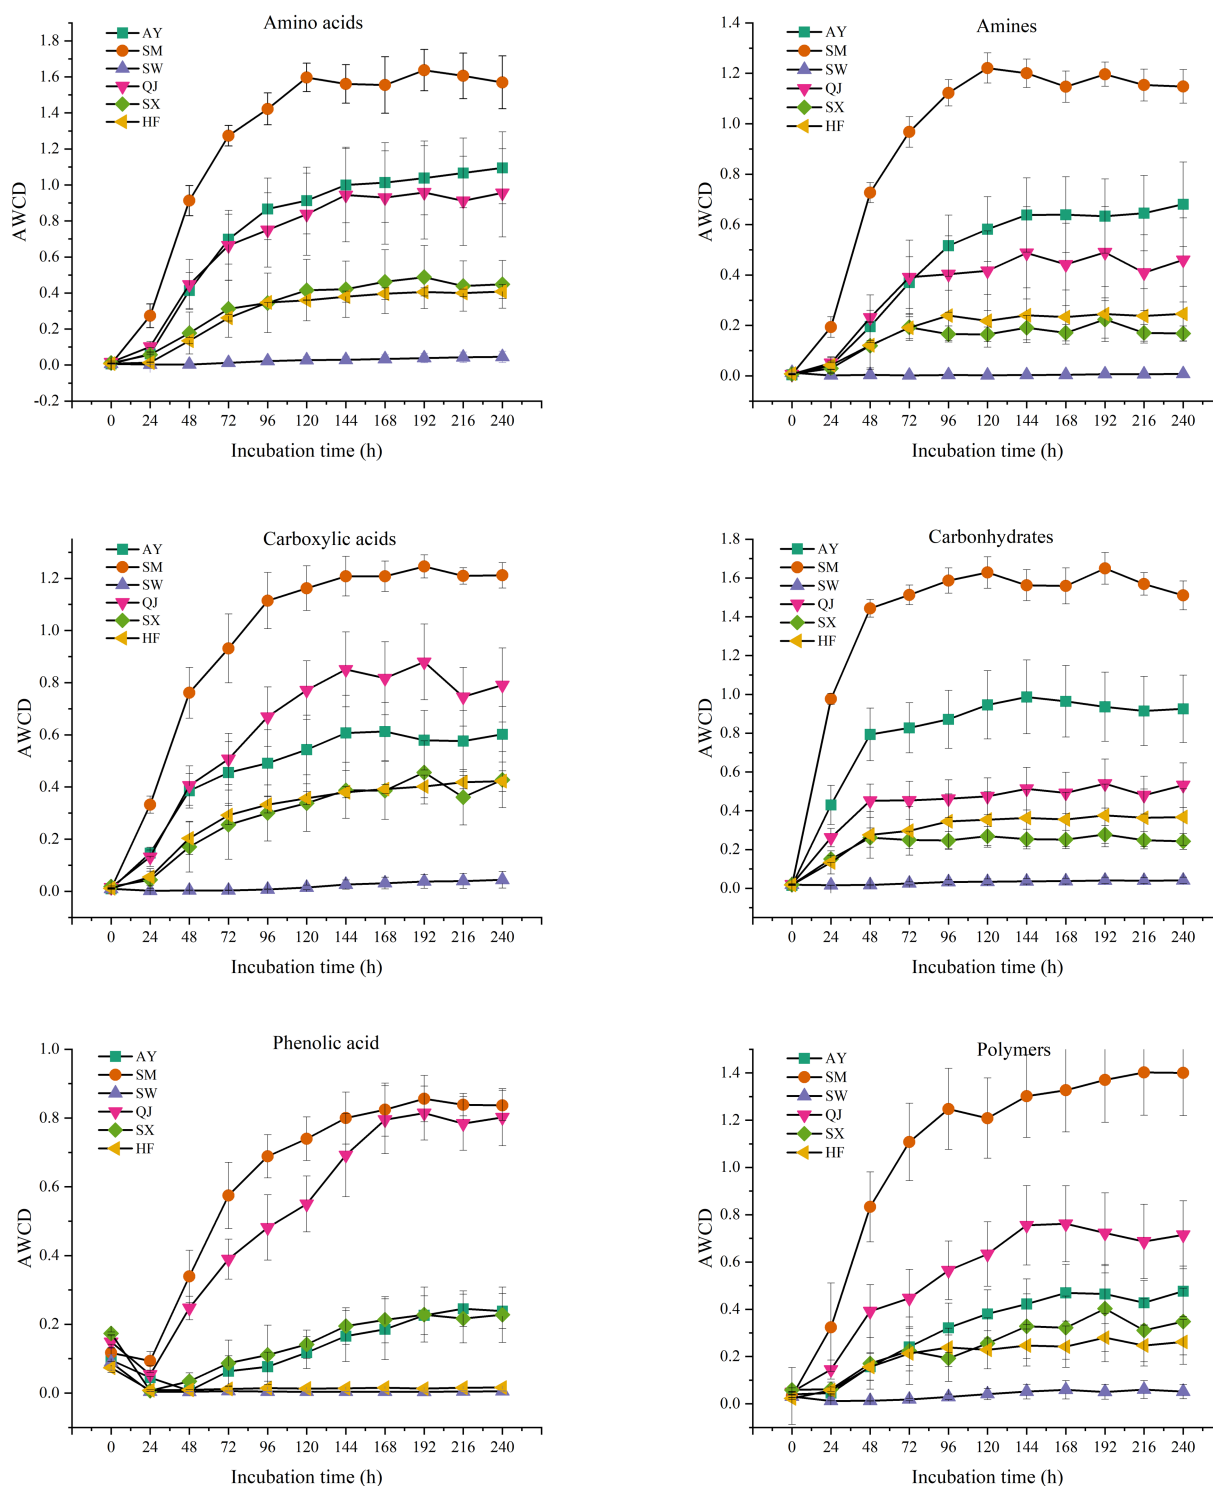 Amino acids
AY
SM
SW
QJ
SX
HF
1.8
1.6
1.4
1.2
1.0
0.8
0.6
0.4
0.2
0.0
-0.2
AWCD
0 24 48 72 96 120 144 168 192 216 240
Incubation time (h)
Amines
AY
SM
SW
QJ
SX
HF
1.4
1.2
1.0
0.8
0.6
0.4
0.2
0.0
AWCD
0 24 48 72 96 120 144 168 192 216 240
Incubation time (h)
Carboxylic acids
AY
SM
SW
QJ
SX
HF
1.2
1.0
0.8
0.6
0.4
0.2
0.0
AWCD
0 24 48 72 96 120 144 168 192 216 240
Incubation time (h)
Carbonhydrates
AY
SM
SW
QJ
SX
HF
1.8
1.6
1.4
1.2
1.0
0.8
0.6
0.4
0.2
0.0
AWCD
0 24 48 72 96 120 144 168 192 216 240
Incubation time (h)
Phenolic acid
AY
SM
SW
QJ
SX
HF
1.0
0.8
0.6
0.4
0.2
0.0
AWCD
0 24 48 72 96 120 144 168 192 216 240
Incubation time (h)
Polymers
AY
SM
SW
QJ
SX
HF
1.4
1.2
1.0
0.8
0.6
0.4
0.2
0.0
AWCD
0 24 48 72 96 120 144 168 192 216 240
Incubation time (h)